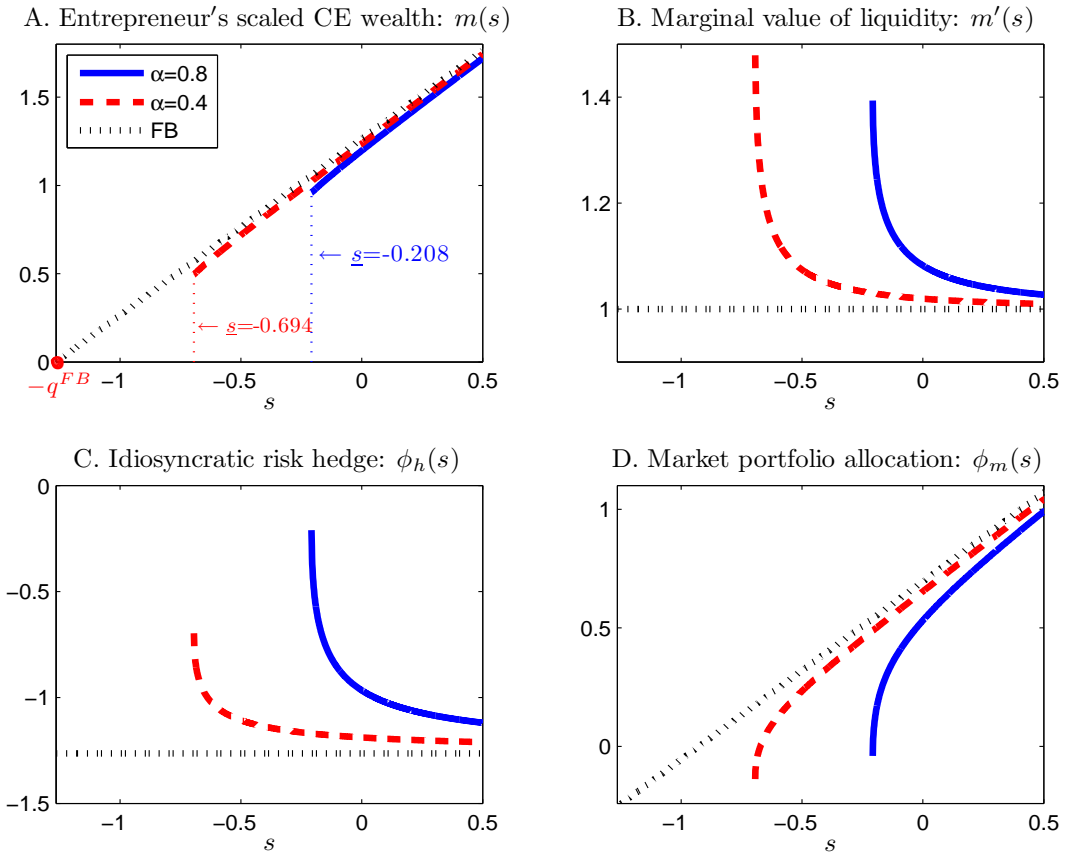 A. Entrepreneur's scaled CE wealth: m(s)
α=0.8
α=0.4
FB
1.5
1
0.5
0
← s=-0.208
← s=-0.694
−q^{FB}
−1
−0.5
0
0.5
s
B. Marginal value of liquidity: m′(s)
1.4
1.2
1
−1
−0.5
0
0.5
s
C. Idiosyncratic risk hedge: ϕ_h(s)
0
−0.5
−1
−1.5
−1
−0.5
0
0.5
s
D. Market portfolio allocation: ϕ_m(s)
1
0.5
0
−1
−0.5
0
0.5
s